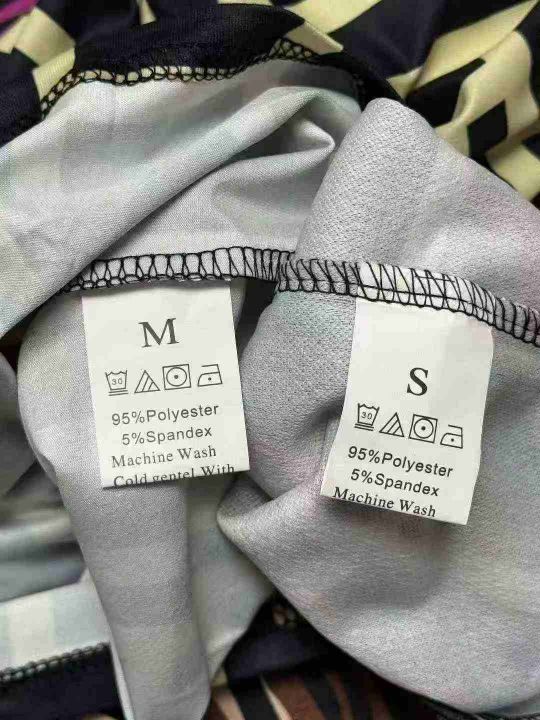 M
30
95%Polyester
5%Spandex
Machine Wash
Cold gentel With
S
30
95%Polyester
5%Spandex
Machine Wash